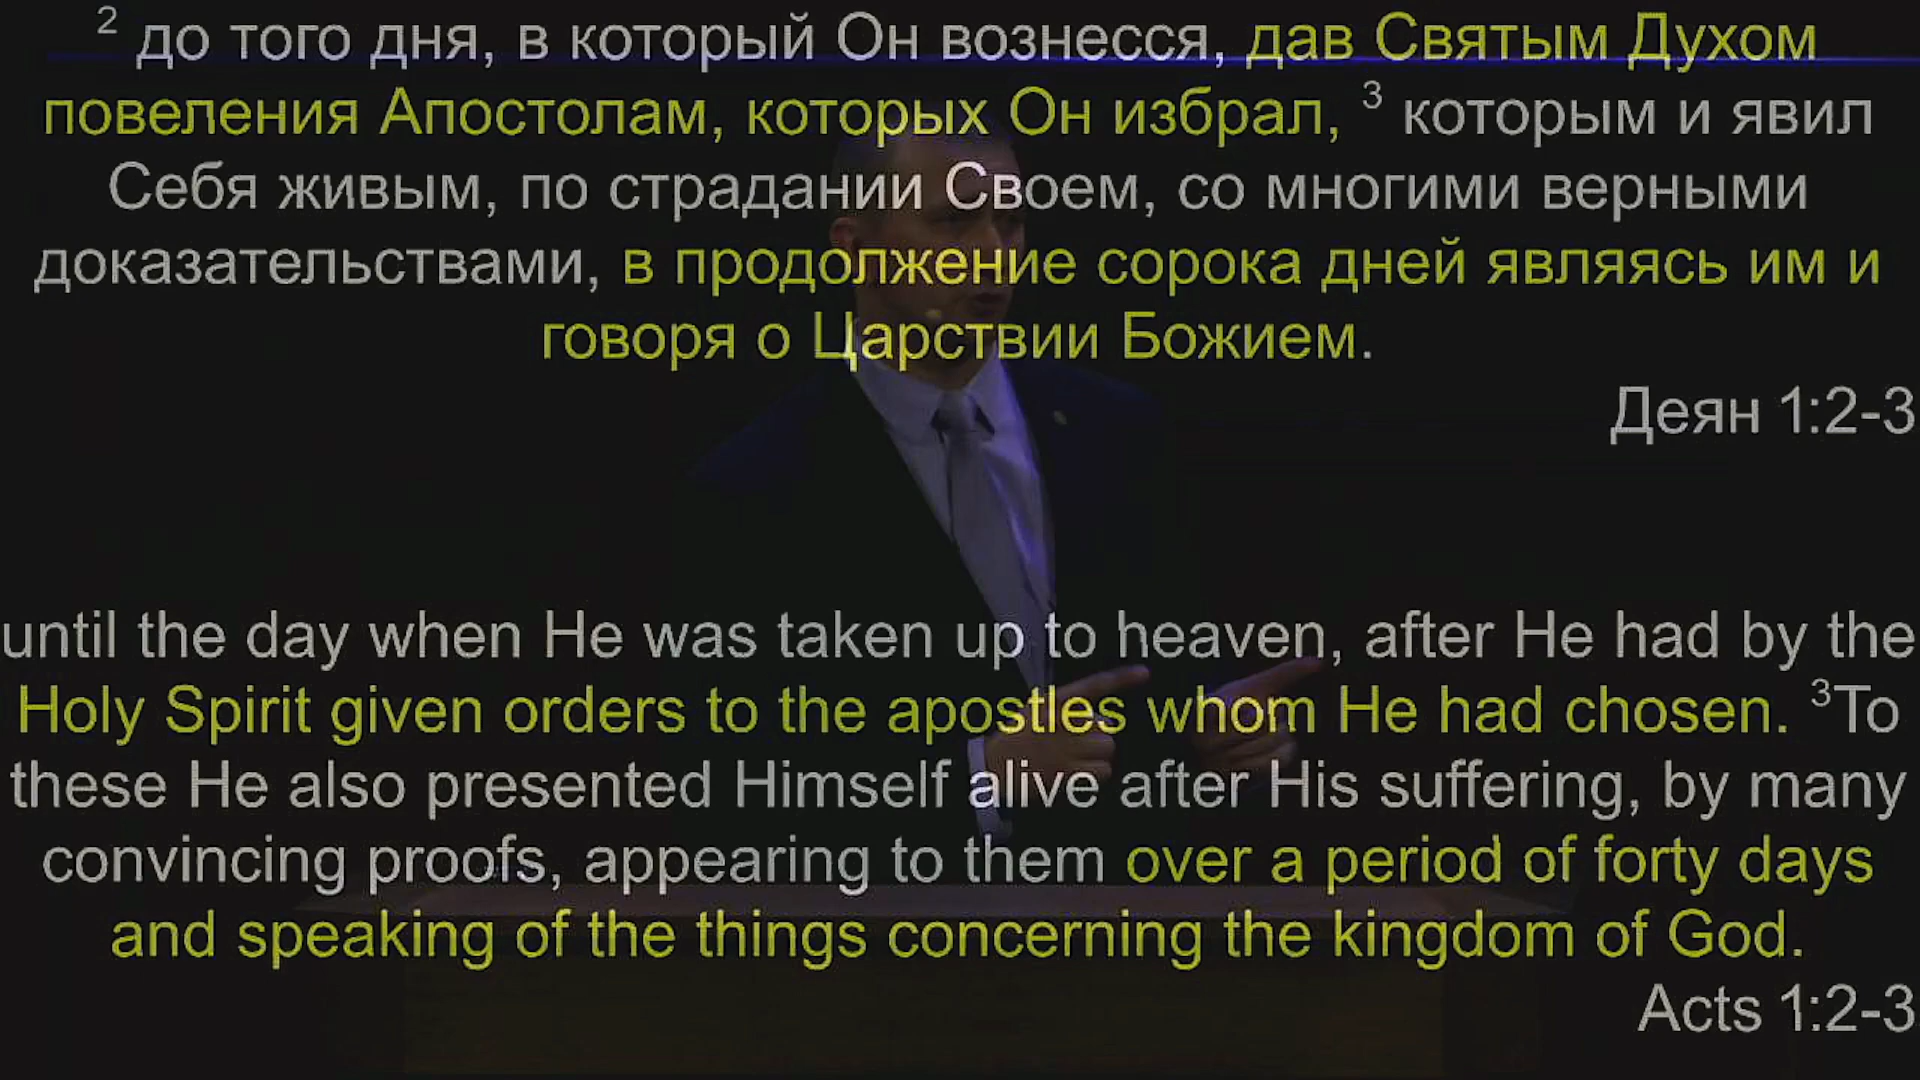 2 до того дня, в который Он вознесся, дав Святым Духом
повеления Апостолам, которых Он избрал, 3 которым и явил
Себя живым, по страдании Своем, со многими верными
доказательствами, в продолжение сорока дней являясь им и
говоря о Царствии Божием.
Деян 1:2-3
until the day when He was taken up to heaven, after He had by the
Holy Spirit given orders to the apostles whom He had chosen. 3To
these He also presented Himself alive after His suffering, by many
convincing proofs, appearing to them over a period of forty days
and speaking of the things concerning the kingdom of God.
Acts 1:2-3